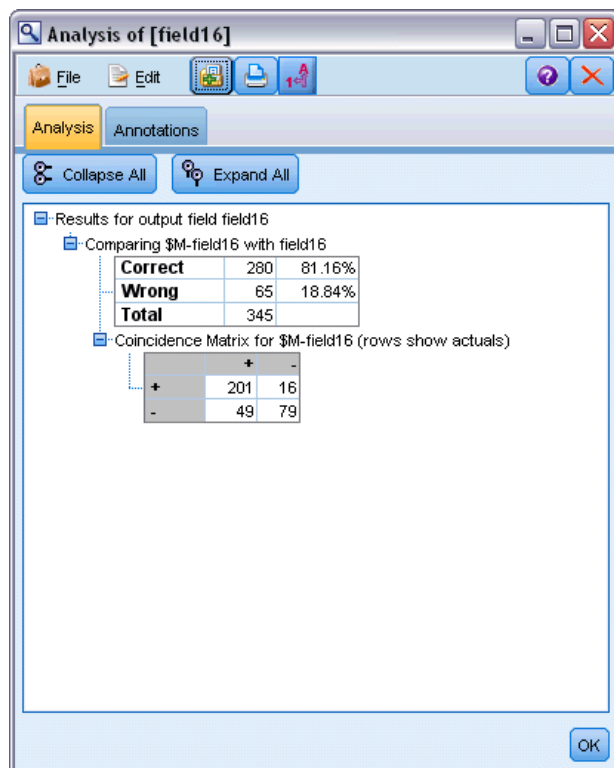 Analysis of [field16]
File Edit
Analysis Annotations
Collapse All Expand All
Results for output field field16
Comparing $M-field16 with field16
Correct 280 81.16%
Wrong 65 18.84%
Total 345
Coincidence Matrix for $M-field16 (rows show actuals)
+ -
+ 201 16
- 49 79
OK